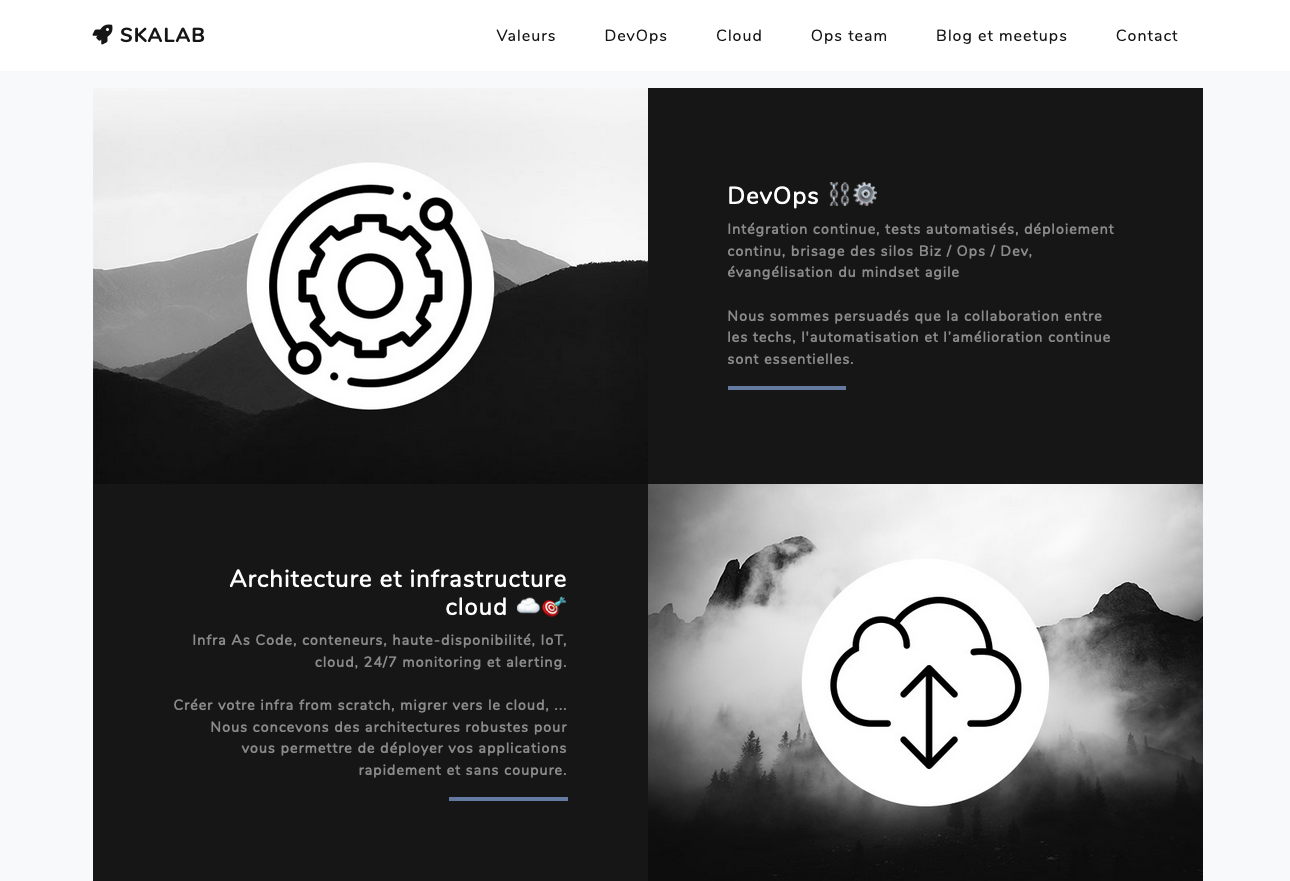 SKALAB
Valeurs
DevOps
Cloud
Ops team
Blog et meetups
Contact
DevOps ⛓️⚙️
Intégration continue, tests automatisés, déploiement
continu, brisage des silos Biz / Ops / Dev,
évangélisation du mindset agile
Nous sommes persuadés que la collaboration entre
les techs, l'automatisation et l’amélioration continue
sont essentielles.
Architecture et infrastructure
cloud ☁️🎯
Infra As Code, conteneurs, haute-disponibilité, IoT,
cloud, 24/7 monitoring et alerting.
Créer votre infra from scratch, migrer vers le cloud, ...
Nous concevons des architectures robustes pour
vous permettre de déployer vos applications
rapidement et sans coupure.